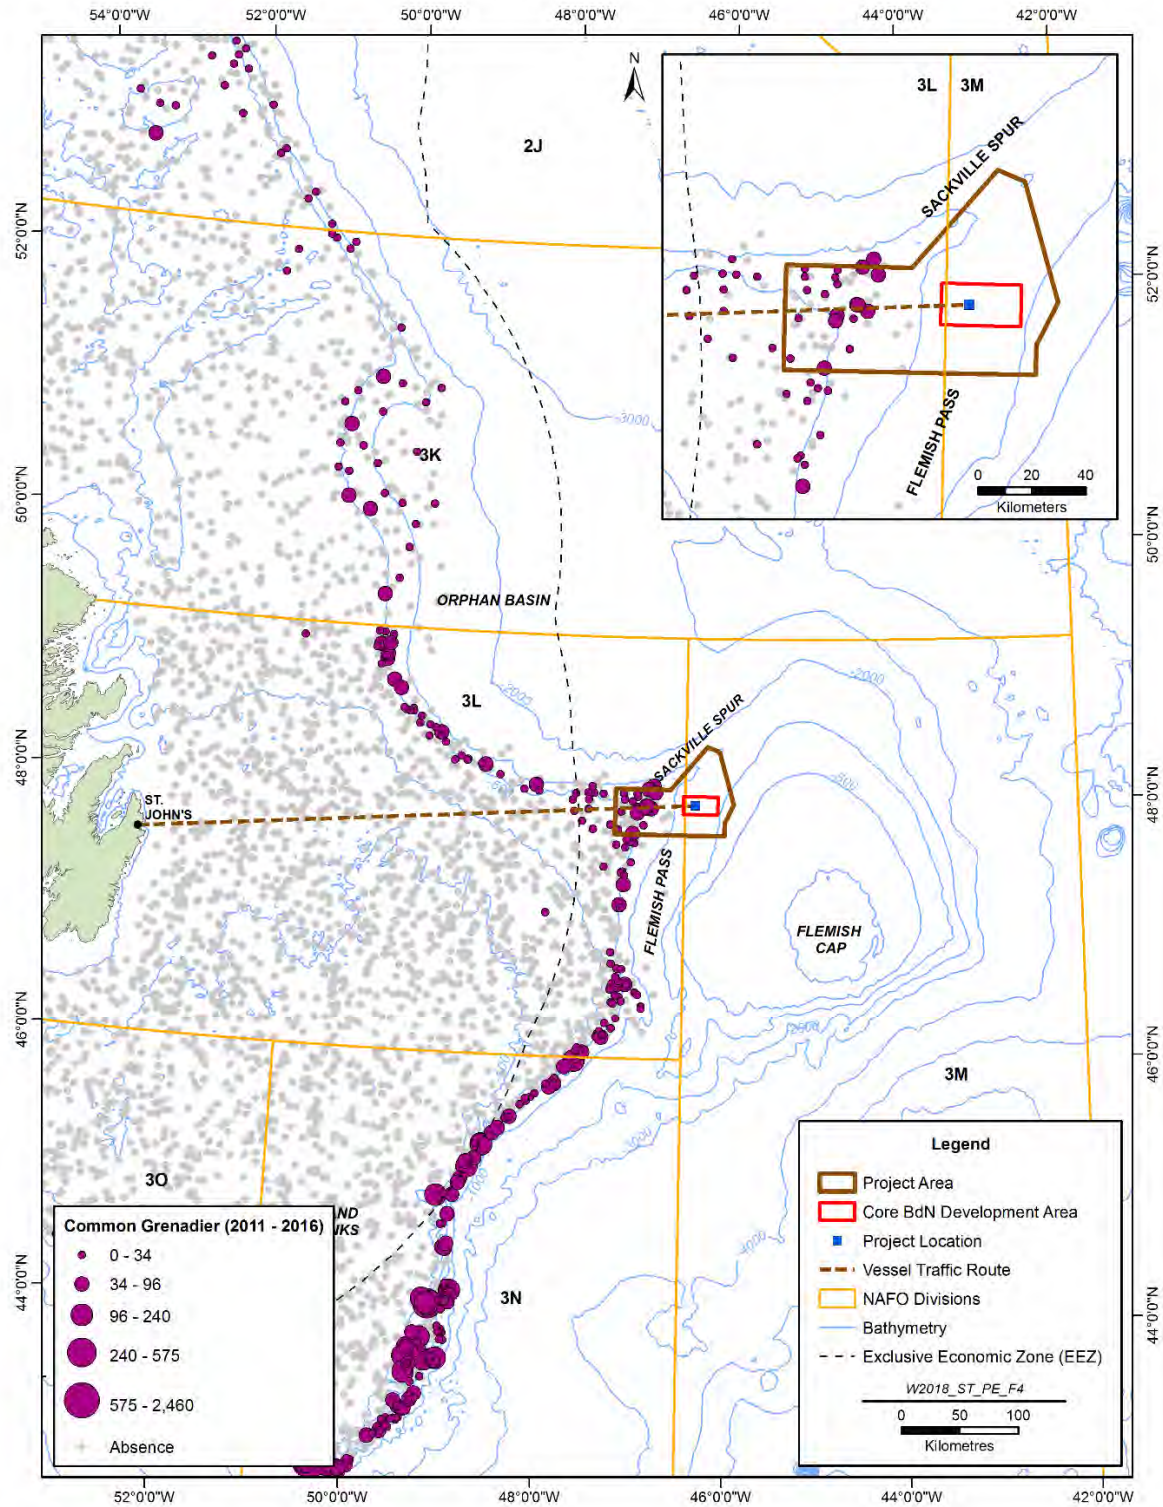 54°0'0"W 52°0'0"W 50°0'0"W 48°0'0"W 46°0'0"W 44°0'0"W 42°0'0"W
N
3L 3M
SACKVILLE SPUR
FLEMISH PASS
0 20 40
Kilometers
2J
52°0'0"N
52°0'0"N
-3000
3K
50°0'0"N
50°0'0"N
ORPHAN BASIN
3L
-2000
-2000
SACKVILLE SPUR
48°0'0"N
48°0'0"N
ST.
JOHN'S
FLEMISH PASS
FLEMISH
CAP
46°0'0"N
46°0'0"N
3M
3O
-1000
-4000
3N
44°0'0"N
44°0'0"N
AND
NKS
Common Grenadier (2011 - 2016)
0 - 34
34 - 96
96 - 240
240 - 575
575 - 2,460
Absence
Legend
Project Area
Core BdN Development Area
Project Location
Vessel Traffic Route
NAFO Divisions
Bathymetry
Exclusive Economic Zone (EEZ)
W2018_ST_PE_F4
0 50 100
Kilometres
52°0'0"W 50°0'0"W 48°0'0"W 46°0'0"W 44°0'0"W 42°0'0"W